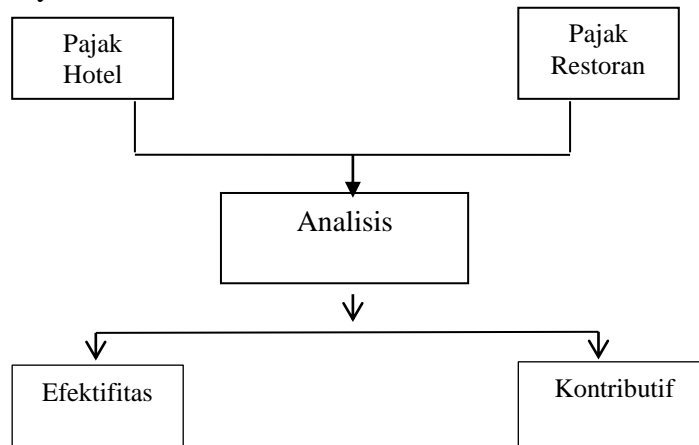 Pajak
Hotel
Pajak
Restoran
Analisis
Efektifitas
Kontributif